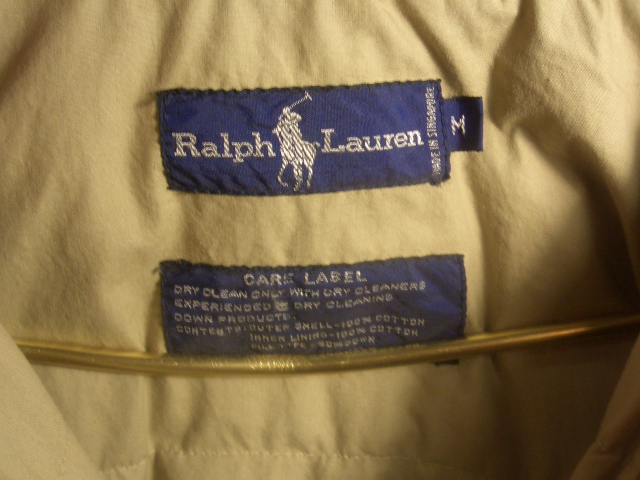 Ralph Lauren
MADE IN SINGAPORE
M
CARE LABEL
DRY CLEAN ONLY WITH DRY CLEANERS
EXPERIENCED DRY CLEANING
DOWN PRODUCTS.
CONTENTS: OUTER SHELL-100% COTTON
INNER LINING-100% COTTON
DOWN